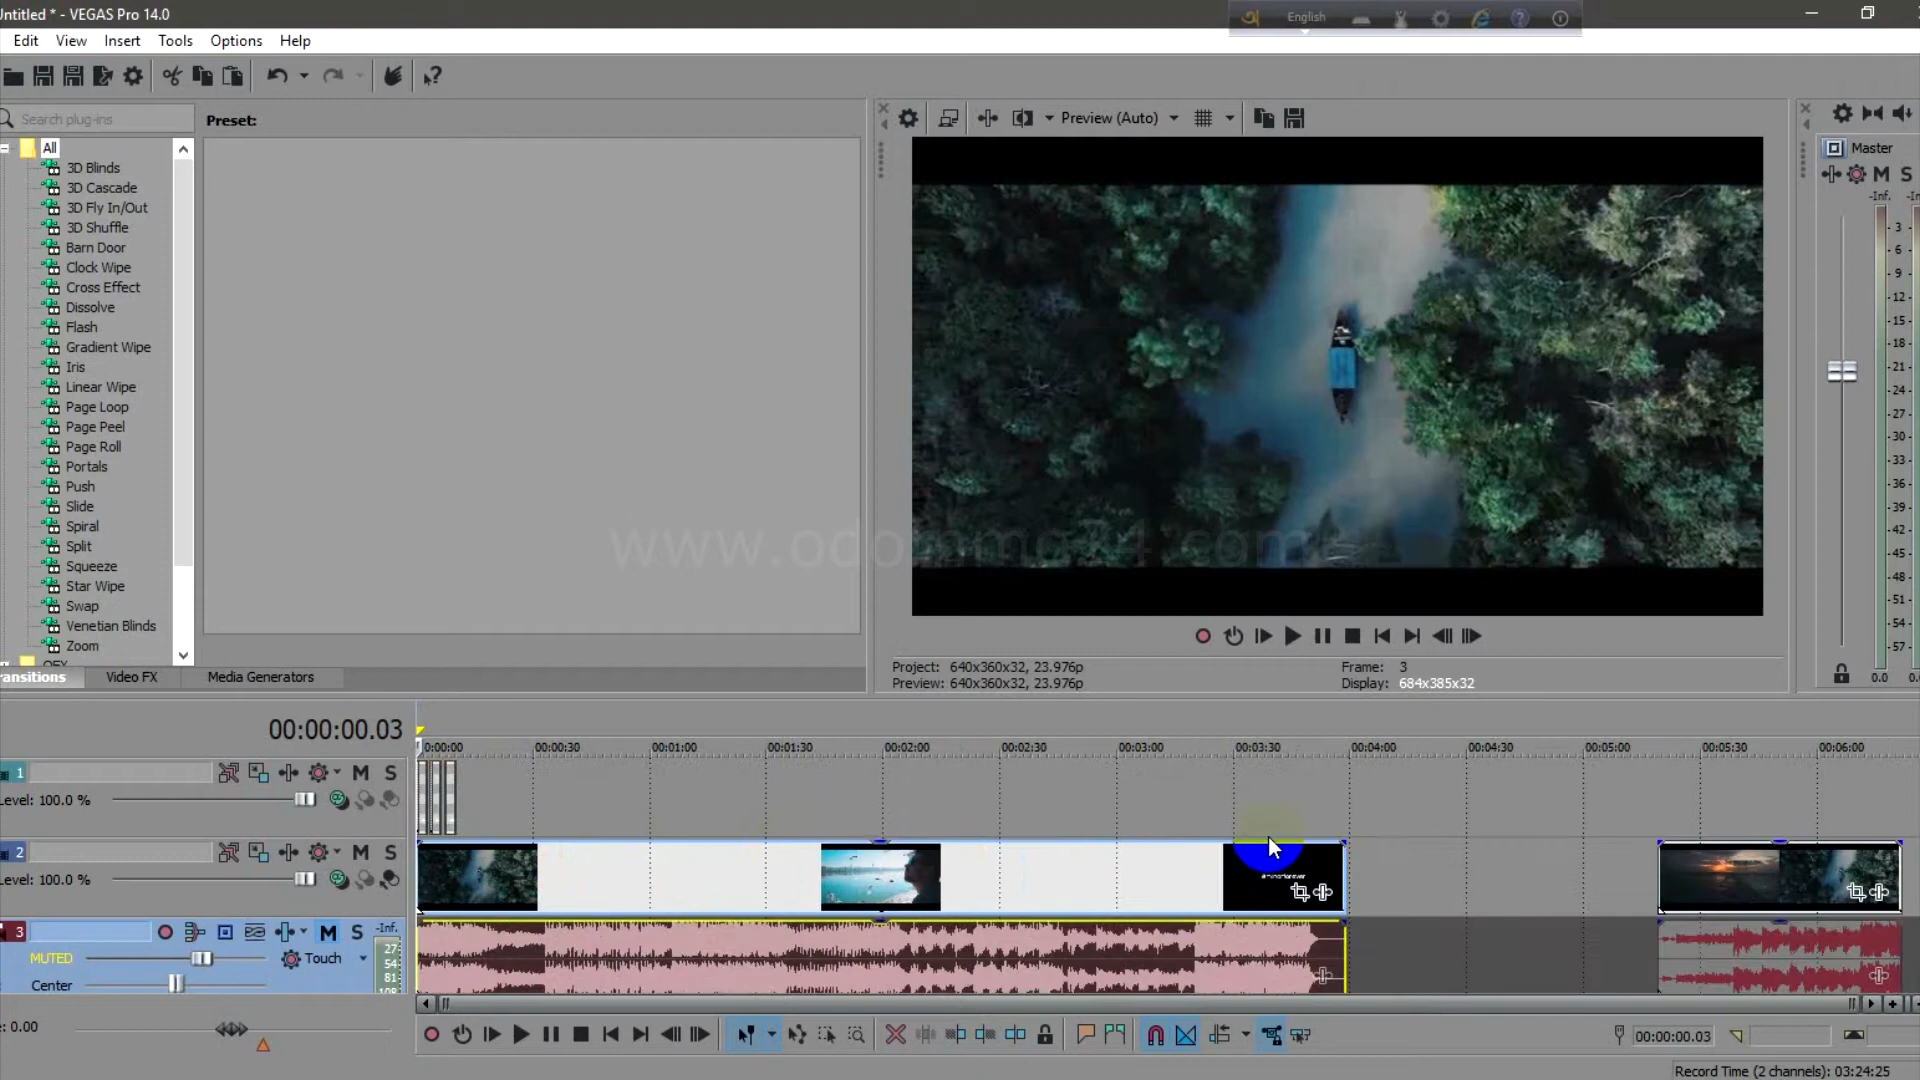 Untitled * - VEGAS Pro 14.0
English
Edit View Insert Tools Options Help
Search plug-ins
Preset:
Preview (Auto)
All
3D Blinds
3D Cascade
3D Fly In/Out
3D Shuffle
Barn Door
Clock Wipe
Cross Effect
Dissolve
Flash
Gradient Wipe
Iris
Linear Wipe
Page Loop
Page Peel
Page Roll
Portals
Push
Slide
Spiral
Split
Squeeze
Star Wipe
Swap
Venetian Blinds
Zoom
OFX
ransitions Video FX Media Generators
Master
M S
-Inf.
3
6
9
12
15
18
21
24
27
30
33
36
39
42
45
48
51
54
57
0.0
Project: 640x360x32, 23.976p
Preview: 640x360x32, 23.976p
Frame: 3
Display: 684x385x32
00:00:00.03
0:00:00 00:00:30 00:01:00 00:01:30 00:02:00 00:02:30 00:03:00 00:03:30 00:04:00 00:04:30 00:05:00 00:05:30 00:06:00
1 M S
Level: 100.0 %
2 M S
Level: 100.0 %
3 M S -Inf.
MUTED Touch
Center
27
54
81
: 0.00
00:00:00.03
Record Time (2 channels): 03:24:25